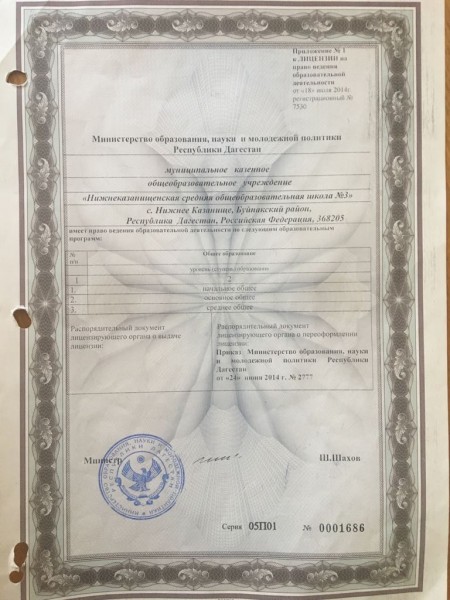 Приложение № 1
к ЛИЦЕНЗИИ на
право ведения
образовательной
деятельности
от «18» июля 2014г
регистрационный №
7530
Министерство образования, науки и молодежной политики
Республики Дагестан
муниципальное казенное
общеобразовательное учреждение
«Нижнеказанищенская средняя общеобразовательная школа №3»
с. Нижнее Казанище, Буйнакский район,
Республика Дагестан, Российская Федерация, 368205
имеет право ведения образовательной деятельности по следующим образовательным
программам:
№ п/п Общее образование
уровень образования
1 2
1. начальное общее
2. основное общее
3. среднее общее
Распорядительный документ
лицензирующего органа о выдаче
лицензии:
Распорядительный документ
лицензирующего органа о переоформлении
лицензии:
Приказ Министерство образования, науки
и молодежной политики Республики
Дагестан
от «24» июня 2014 г. № 2777
Министр Ш.Шахов
Серия 05П01 № 0001686